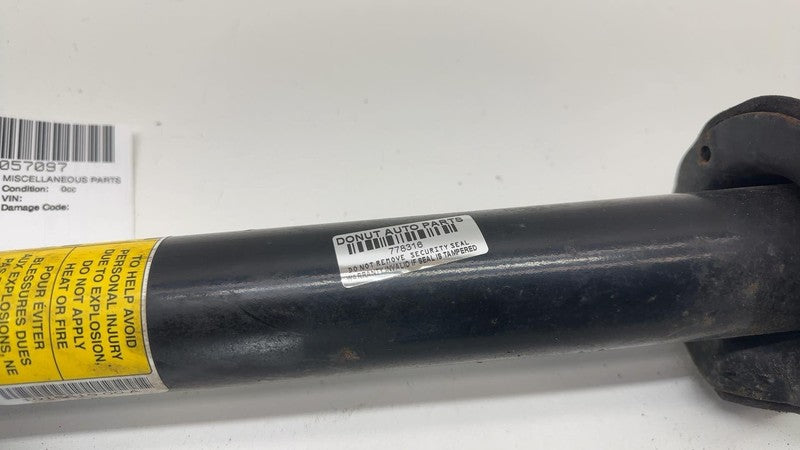 057097
MISCELLANEOUS PARTS
Condition: 0cc
VIN:
Damage Code:
DONUT AUTO PARTS
776316
DO NOT REMOVE SECURITY SEAL
WARRANTY INVALID IF SEAL IS TAMPERED
TO HELP AVOID
PERSONAL INJURY
DUE TO EXPLOSION,
DO NOT APPLY
HEAT OR FIRE
POUR EVITER
BLESSURES DUES
EXPLOSIONS, NE